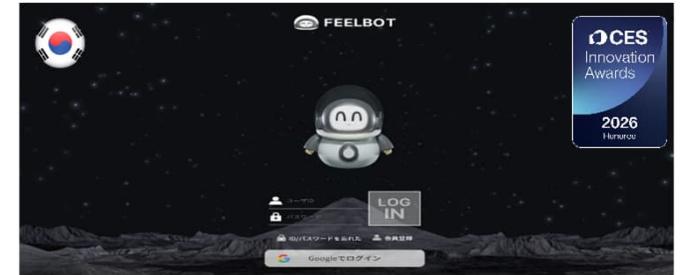 FEELBOT
CES
Innovation
Awards
2026
Honoree
ユーザID
パスワード
LOG
IN
ID/パスワードを忘れた
会員登録
Googleでログイン